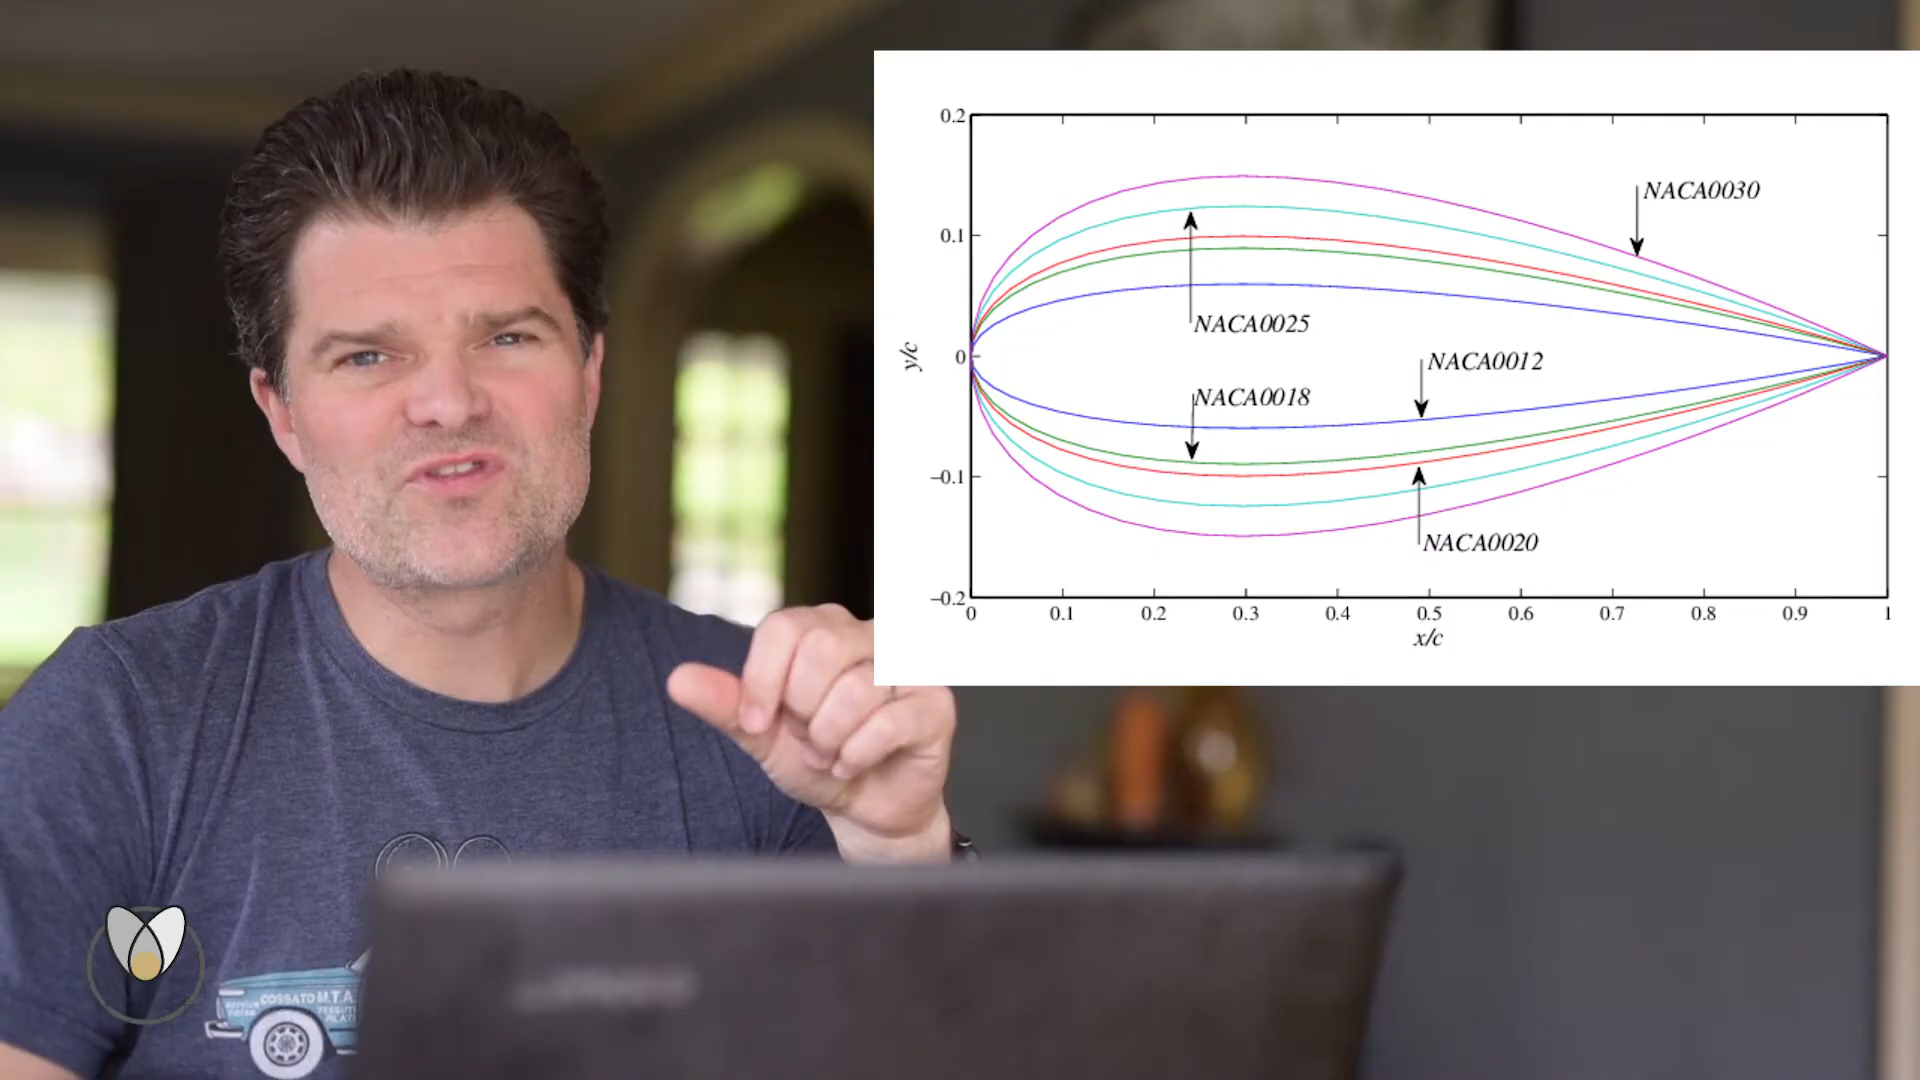 0.2
NACA0030
0.1
NACA0025
y/c
0
NACA0012
NACA0018
−0.1
NACA0020
−0.2
0 0.1 0.2 0.3 0.4 0.5 0.6 0.7 0.8 0.9 1
x/c
COSSATO M.T.A.